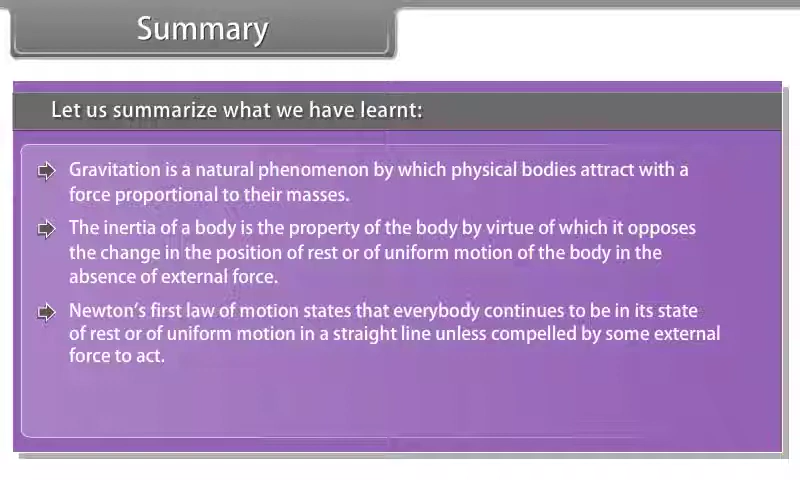 Summary
Let us summarize what we have learnt:
Gravitation is a natural phenomenon by which physical bodies attract with a
force proportional to their masses.
The inertia of a body is the property of the body by virtue of which it opposes
the change in the position of rest or of uniform motion of the body in the
absence of external force.
Newton's first law of motion states that everybody continues to be in its state
of rest or of uniform motion in a straight line unless compelled by some external
force to act.